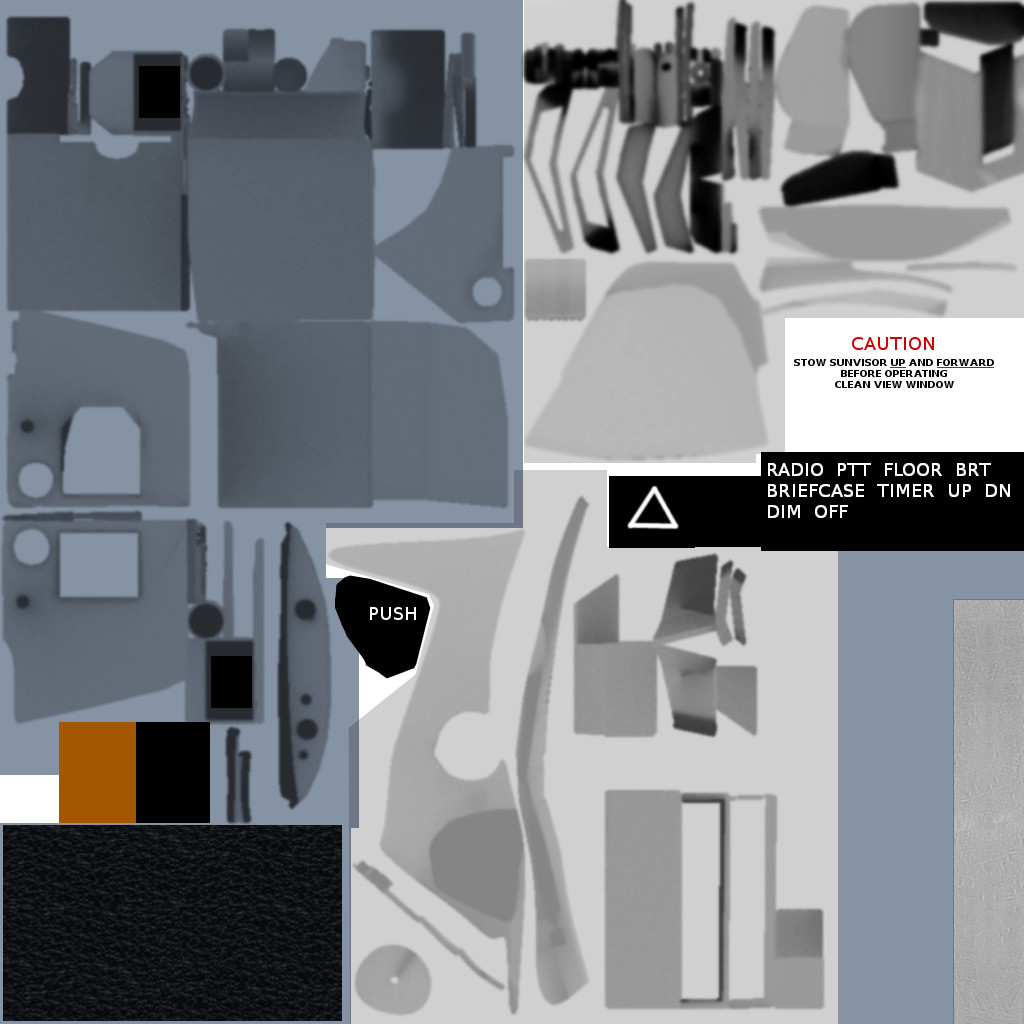 CAUTION
STOW SUNVISOR UP AND FORWARD
BEFORE OPERATING
CLEAN VIEW WINDOW
RADIO PTT FLOOR BRT
BRIEFCASE TIMER UP DN
DIM OFF
PUSH